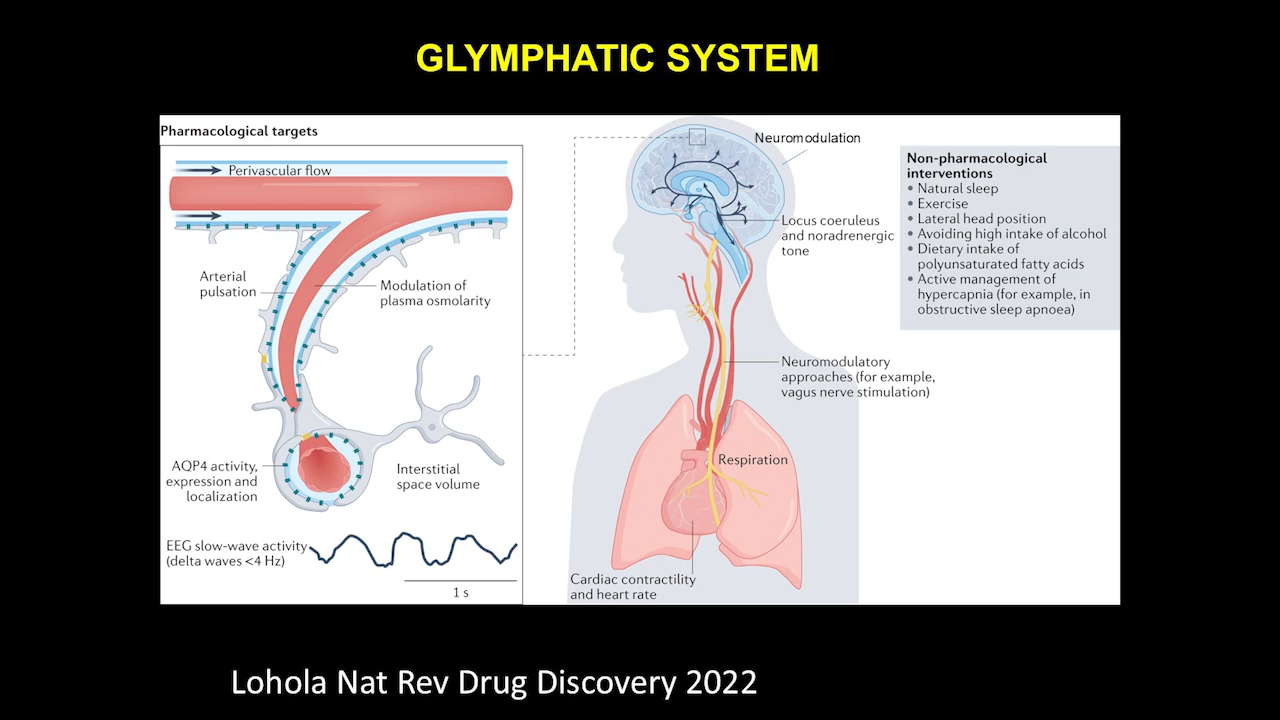 GLYMPHATIC SYSTEM
Pharmacological targets
Perivascular flow
Arterial
pulsation
Modulation of
plasma osmolarity
AQP4 activity,
expression and
localization
Interstitial
space volume
EEG slow-wave activity
(delta waves <4 Hz)
1 s
Neuromodulation
Locus coeruleus
and noradrenergic
tone
Neuromodulatory
approaches (for example,
vagus nerve stimulation)
Respiration
Cardiac contractility
and heart rate
Non-pharmacological
interventions
• Natural sleep
• Exercise
• Lateral head position
• Avoiding high intake of alcohol
• Dietary intake of
polyunsaturated fatty acids
• Active management of
hypercapnia (for example, in
obstructive sleep apnoea)
Lohola Nat Rev Drug Discovery 2022